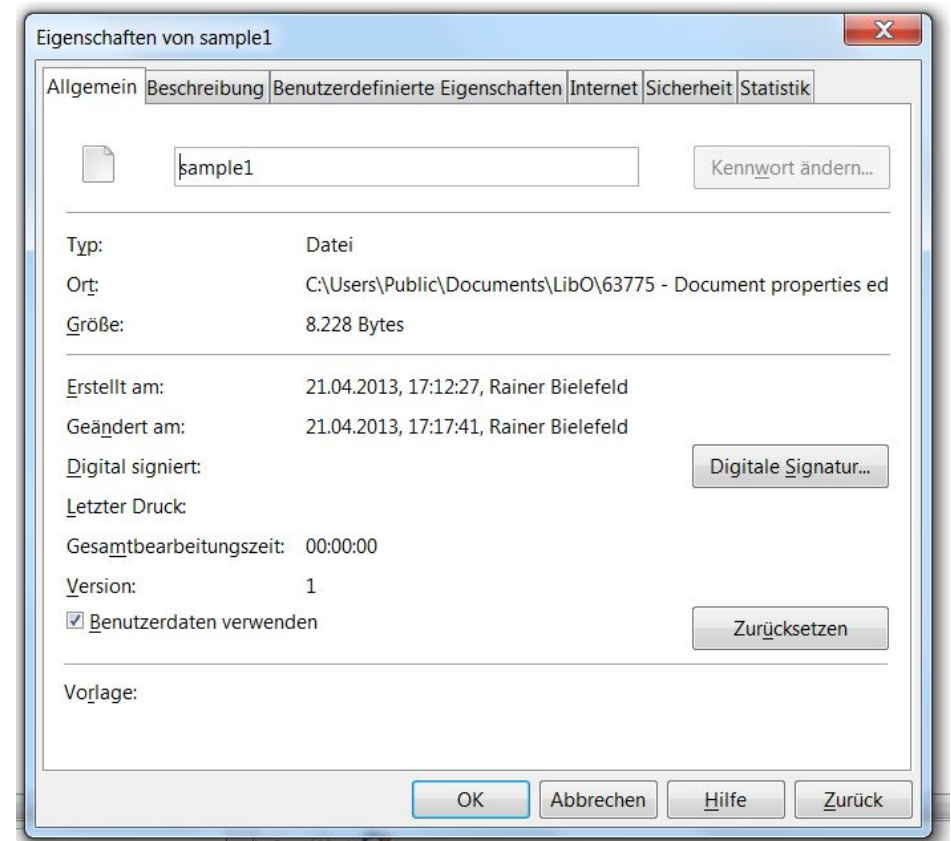 Eigenschaften von sample1
Allgemein Beschreibung Benutzerdefinierte Eigenschaften Internet Sicherheit Statistik
sample1 Kennwort ändern...
Typ: Datei
Ort: C:\Users\Public\Documents\LibO\63775 - Document properties ed
Größe: 8.228 Bytes
Erstellt am: 21.04.2013, 17:12:27, Rainer Bielefeld
Geändert am: 21.04.2013, 17:17:41, Rainer Bielefeld
Digital signiert: Digitale Signatur...
Letzter Druck:
Gesamtbearbeitungszeit: 00:00:00
Version: 1
Benutzerdaten verwenden Zurücksetzen
Vorlage:
OK Abbrechen Hilfe Zurück